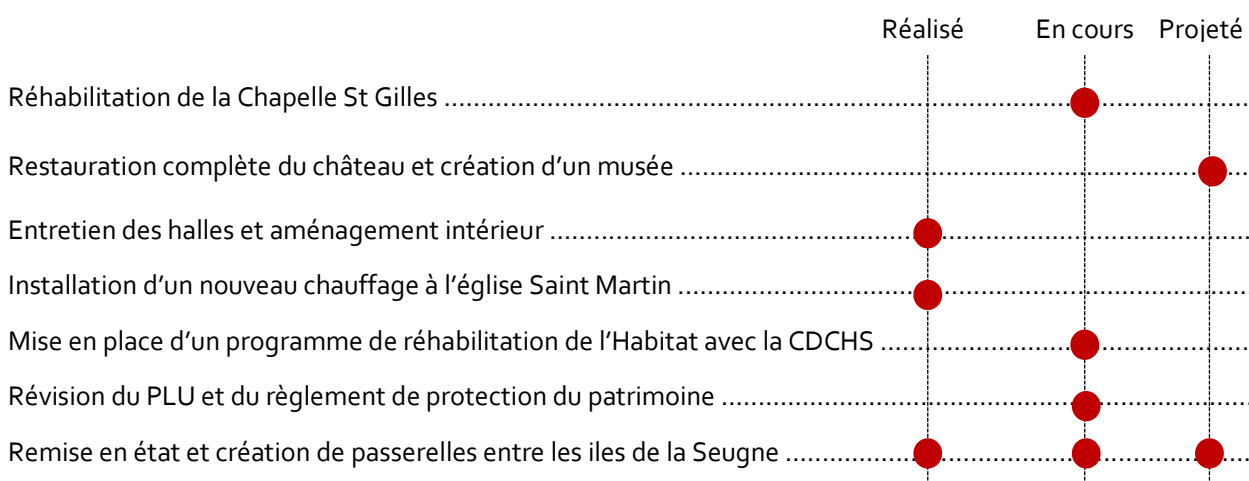 Réalisé En cours Projeté
Réhabilitation de la Chapelle St Gilles
Restauration complète du château et création d'un musée
Entretien des halles et aménagement intérieur
Installation d'un nouveau chauffage à l'église Saint Martin
Mise en place d'un programme de réhabilitation de l'Habitat avec la CDCHS
Révision du PLU et du règlement de protection du patrimoine
Remise en état et création de passerelles entre les iles de la Seugne